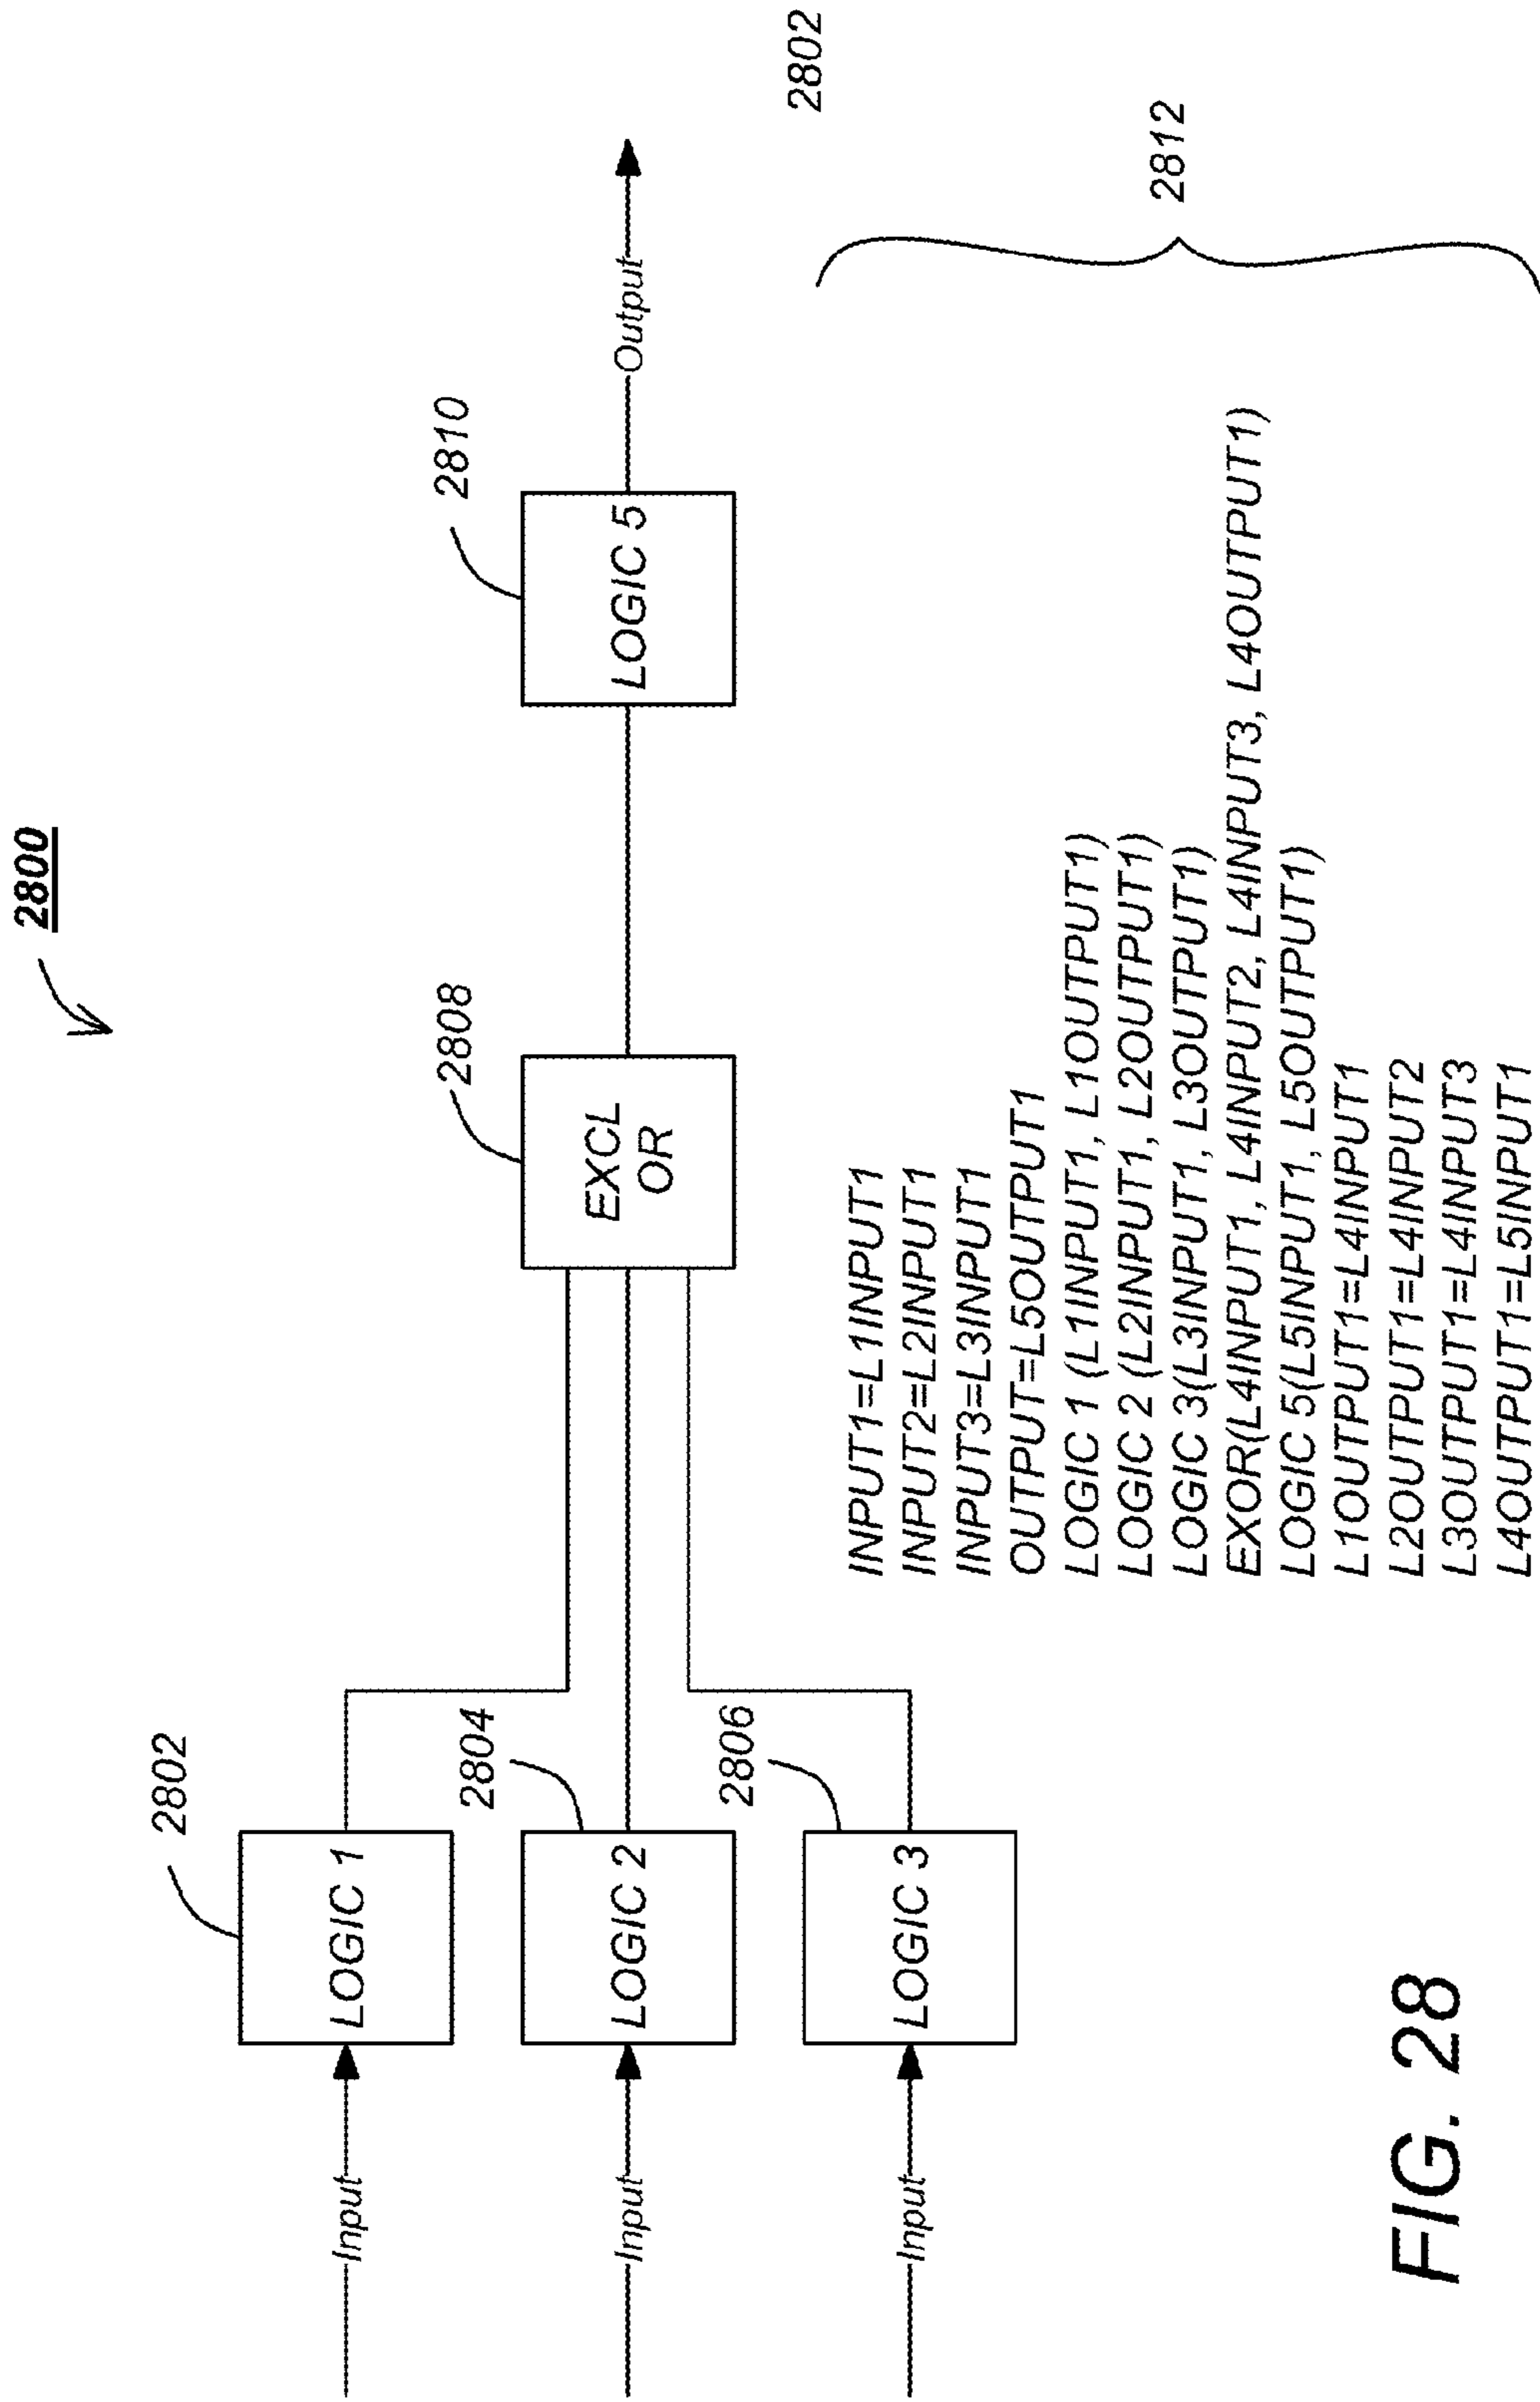 2800
2802
LOGIC 1
Input
2804
LOGIC 2
Input
2806
LOGIC 3
Input
2808
EXCL
OR
2810
LOGIC 5
Output
2802
INPUT1=L1INPUT1
INPUT2=L2INPUT1
INPUT3=L3INPUT1
OUTPUT=L5OUTPUT1
LOGIC 1 (L1INPUT1, L1OUTPUT1)
LOGIC 2 (L2INPUT1, L2OUTPUT1)
LOGIC 3(L3INPUT1, L3OUTPUT1)
EXOR(L4INPUT1, L4INPUT2, L4INPUT3, L4OUTPUT1)
LOGIC 5(L5INPUT1, L5OUTPUT1)
L1OUTPUT1=L4INPUT1
L2OUTPUT1=L4INPUT2
L3OUTPUT1=L4INPUT3
L4OUTPUT1=L5INPUT1
2812
FIG. 28